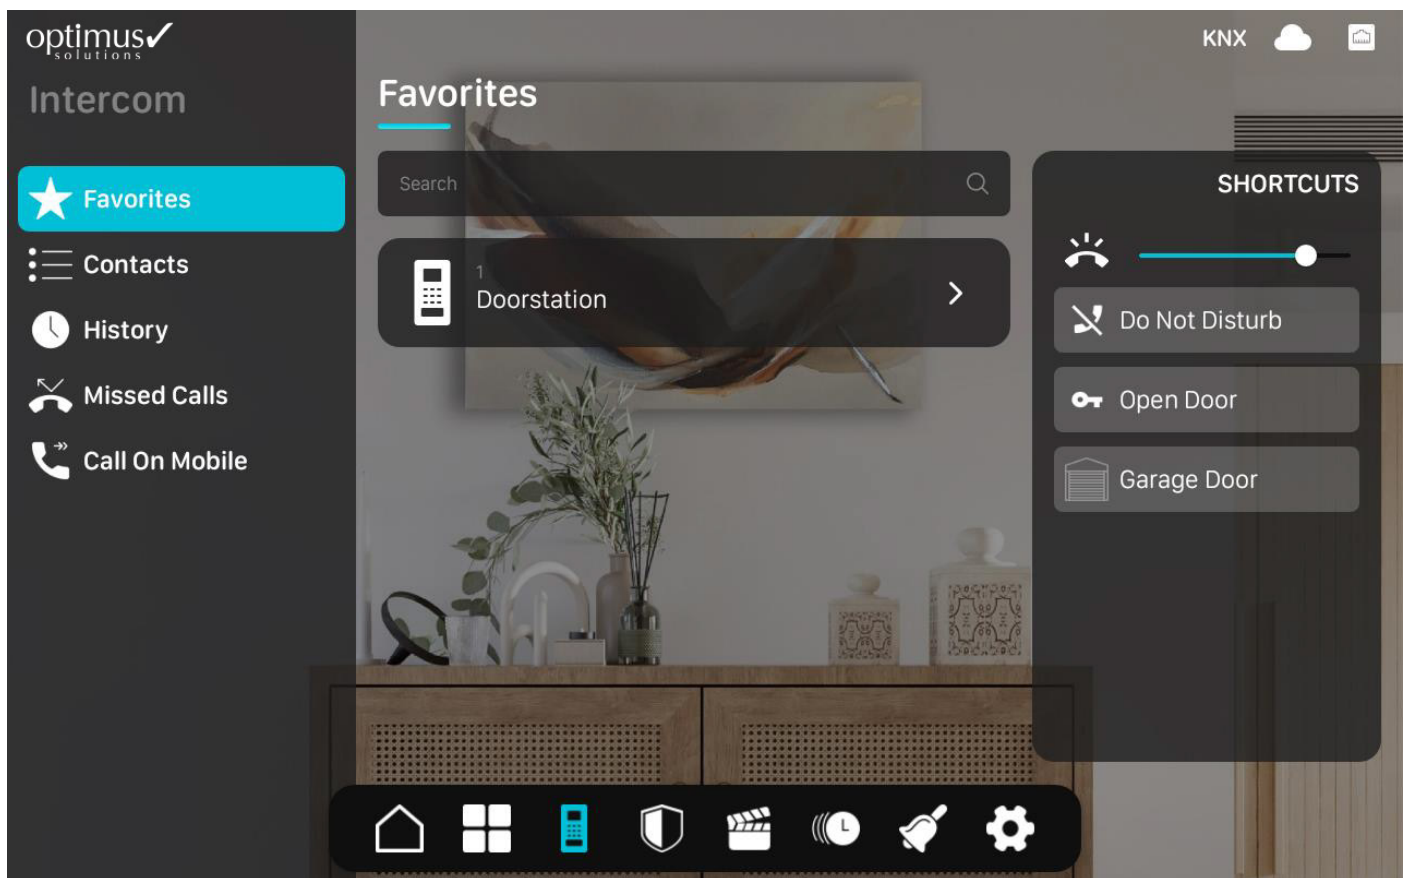 optimus
solutions
KNX
Intercom
Favorites
Search
SHORTCUTS
Favorites
Contacts
History
Missed Calls
Call On Mobile
1
Doorstation
Do Not Disturb
Open Door
Garage Door